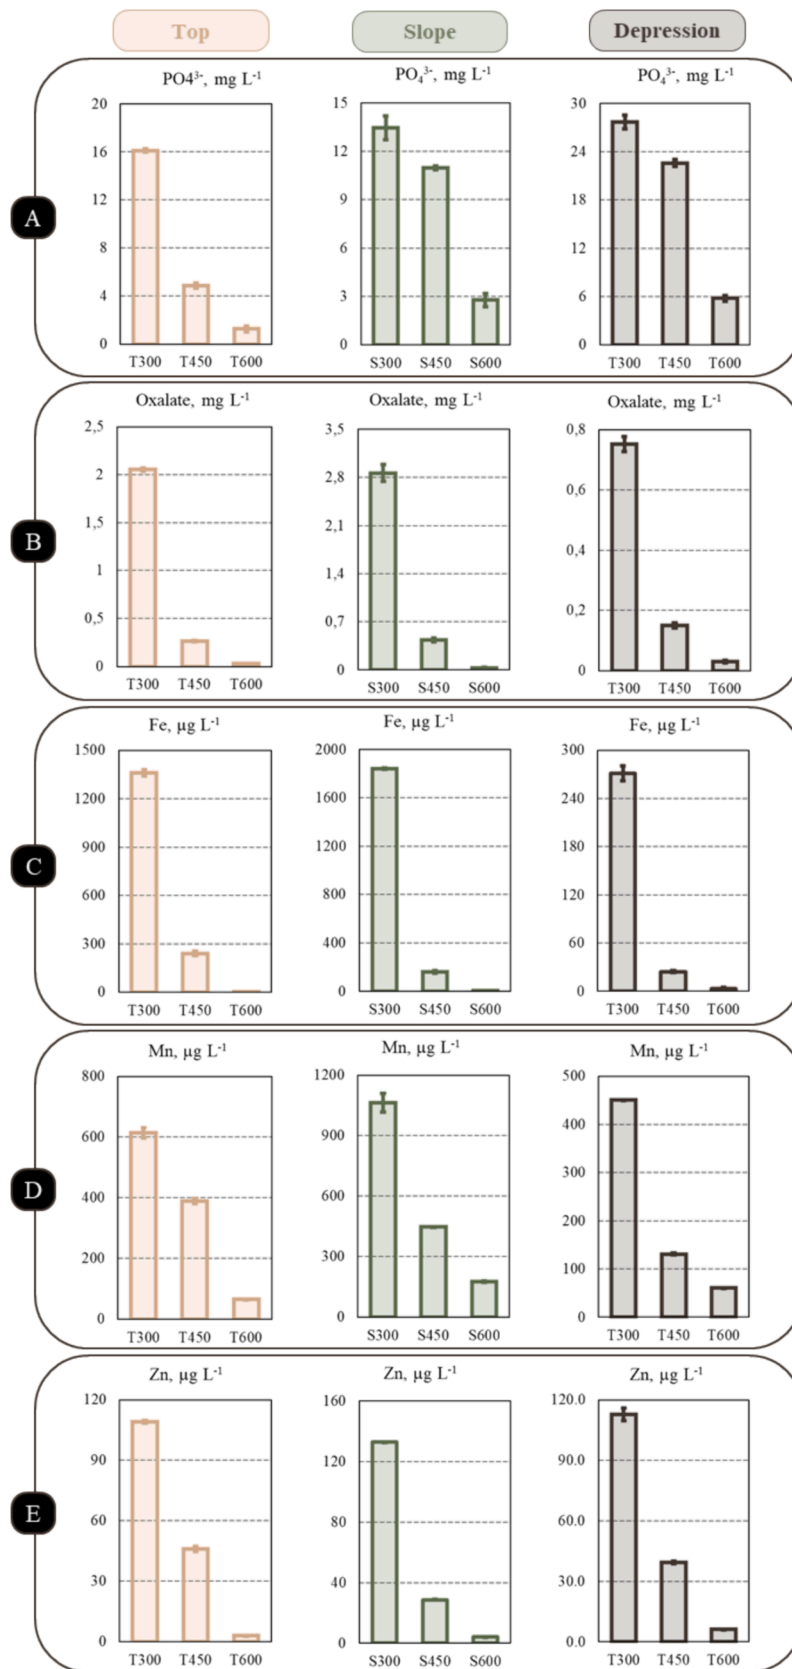 Top Slope Depression
A
PO4³⁻, mg L⁻¹ PO₄³⁻, mg L⁻¹ PO₄³⁻, mg L⁻¹
20 15 30
16 12 24
12 9 18
8 6 12
4 3 6
0 0 0
T300 T450 T600 S300 S450 S600 T300 T450 T600
B
Oxalate, mg L⁻¹ Oxalate, mg L⁻¹ Oxalate, mg L⁻¹
2,5 3,5 0,8
2 2,8 0,6
1,5 2,1 0,4
1 1,4 0,2
0,5 0,7 0
0 0
T300 T450 T600 S300 S450 S600 T300 T450 T600
C
Fe, µg L⁻¹ Fe, µg L⁻¹ Fe, µg L⁻¹
1500 2000 300
1200 1600 240
900 1200 180
600 800 120
300 400 60
0 0 0
T300 T450 T600 S300 S450 S600 T300 T450 T600
D
Mn, µg L⁻¹ Mn, µg L⁻¹ Mn, µg L⁻¹
800 1200 500
600 900 400
400 600 300
200 300 200
0 0 100
0
T300 T450 T600 S300 S450 S600 T300 T450 T600
E
Zn, µg L⁻¹ Zn, µg L⁻¹ Zn, µg L⁻¹
120 160 120.0
90 120 90.0
60 80 60.0
30 40 30.0
0 0 0.0
T300 T450 T600 S300 S450 S600 T300 T450 T600